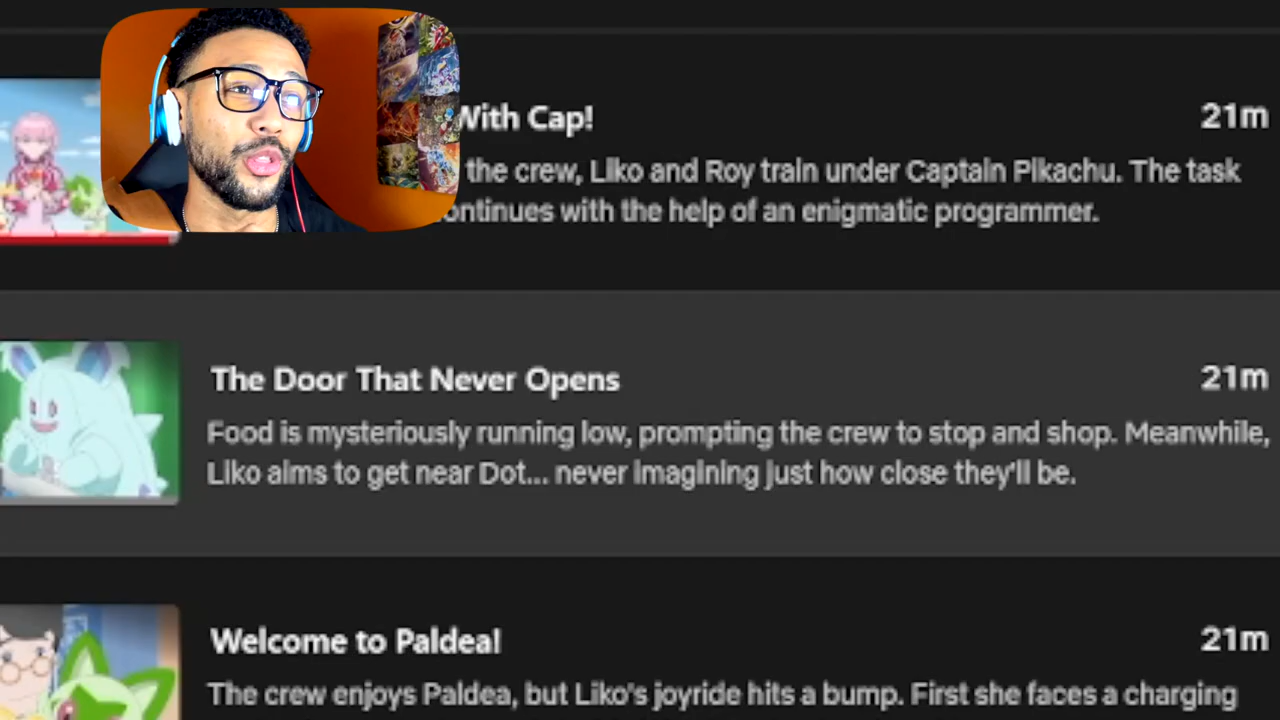 With Cap!
21m
the crew, Liko and Roy train under Captain Pikachu. The task
ontinues with the help of an enigmatic programmer.
The Door That Never Opens
21m
Food is mysteriously running low, prompting the crew to stop and shop. Meanwhile,
Liko aims to get near Dot... never imagining just how close they'll be.
Welcome to Paldea!
21m
The crew enjoys Paldea, but Liko's joyride hits a bump. First she faces a charging